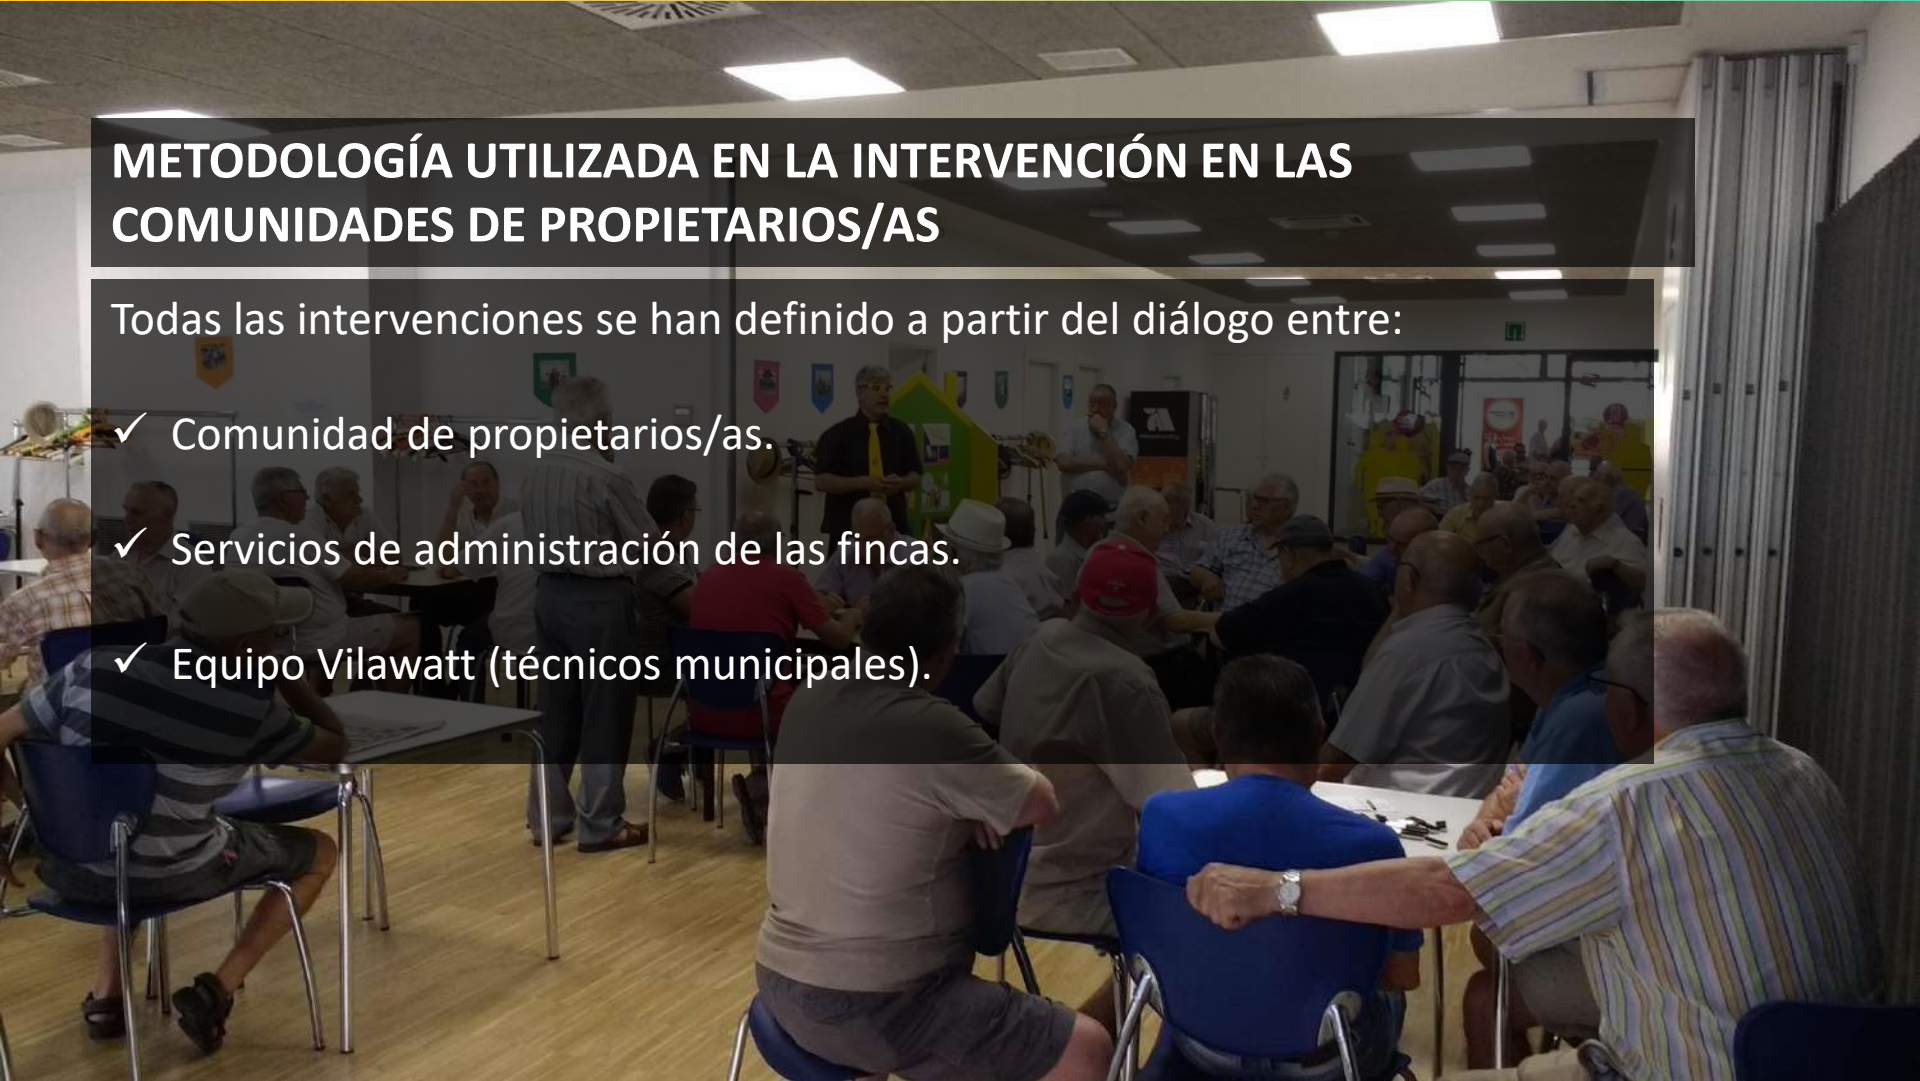 METODOLOGÍA UTILIZADA EN LA INTERVENCIÓN EN LAS
COMUNIDADES DE PROPIETARIOS/AS
Todas las intervenciones se han definido a partir del diálogo entre:
✓ Comunidad de propietarios/as.
✓ Servicios de administración de las fincas.
✓ Equipo Vilawatt (técnicos municipales).